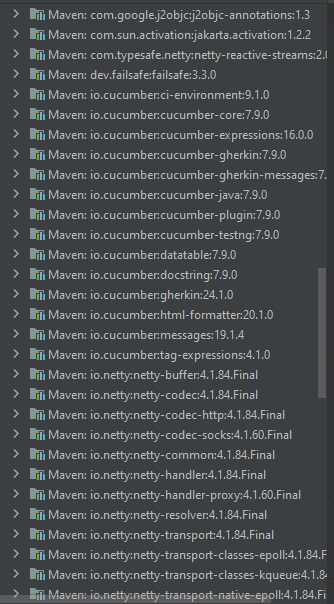 Maven: com.google.j2objc:j2objc-annotations:1.3
Maven: com.sun.activation:jakarta.activation:1.2.2
Maven: com.typesafe.netty:netty-reactive-streams:2.0
Maven: dev.failsafe:failsafe:3.3.0
Maven: io.cucumber:ci-environment:9.1.0
Maven: io.cucumber:cucumber-core:7.9.0
Maven: io.cucumber:cucumber-expressions:16.0.0
Maven: io.cucumber:cucumber-gherkin:7.9.0
Maven: io.cucumber:cucumber-gherkin-messages:7.
Maven: io.cucumber:cucumber-java:7.9.0
Maven: io.cucumber:cucumber-plugin:7.9.0
Maven: io.cucumber:cucumber-testng:7.9.0
Maven: io.cucumber:datatable:7.9.0
Maven: io.cucumber:docstring:7.9.0
Maven: io.cucumber:gherkin:24.1.0
Maven: io.cucumber:html-formatter:20.1.0
Maven: io.cucumber:messages:19.1.4
Maven: io.cucumber:tag-expressions:4.1.0
Maven: io.netty:netty-buffer:4.1.84.Final
Maven: io.netty:netty-codec:4.1.84.Final
Maven: io.netty:netty-codec-http:4.1.84.Final
Maven: io.netty:netty-codec-socks:4.1.60.Final
Maven: io.netty:netty-common:4.1.84.Final
Maven: io.netty:netty-handler:4.1.84.Final
Maven: io.netty:netty-handler-proxy:4.1.60.Final
Maven: io.netty:netty-resolver:4.1.84.Final
Maven: io.netty:netty-transport:4.1.84.Final
Maven: io.netty:netty-transport-classes-epoll:4.1.84.F
Maven: io.netty:netty-transport-classes-kqueue:4.1.84
Maven: io.netty:netty-transport-native-epoll:4.1.84.Fi